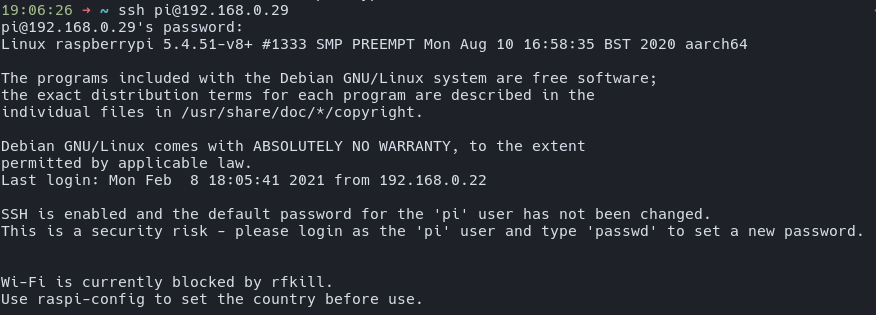 19:06:26 → ~ ssh pi@192.168.0.29
pi@192.168.0.29's password:
Linux raspberrypi 5.4.51-v8+ #1333 SMP PREEMPT Mon Aug 10 16:58:35 BST 2020 aarch64

The programs included with the Debian GNU/Linux system are free software;
the exact distribution terms for each program are described in the
individual files in /usr/share/doc/*/copyright.

Debian GNU/Linux comes with ABSOLUTELY NO WARRANTY, to the extent
permitted by applicable law.
Last login: Mon Feb  8 18:05:41 2021 from 192.168.0.22

SSH is enabled and the default password for the 'pi' user has not been changed.
This is a security risk - please login as the 'pi' user and type 'passwd' to set a new password.


Wi-Fi is currently blocked by rfkill.
Use raspi-config to set the country before use.